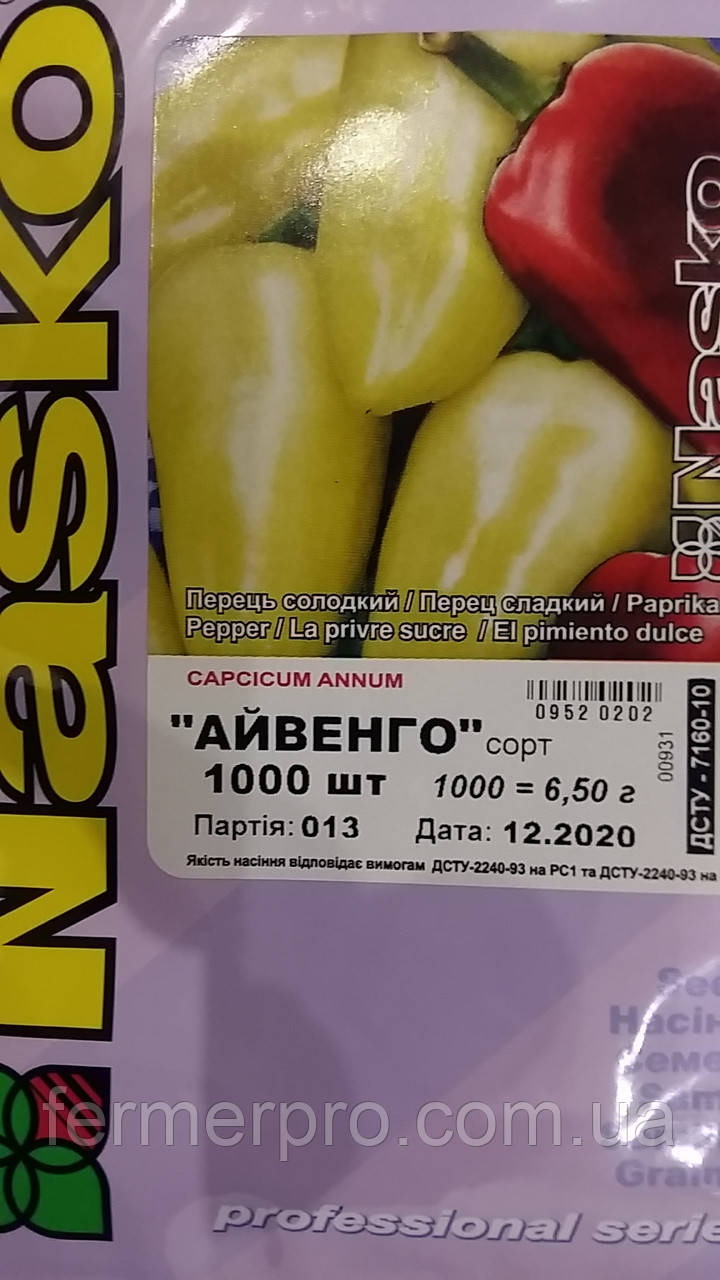 Nasko
Nasko
Перець солодкий / Перец сладкий / Paprika
Pepper / La privre sucre / El pimiento dulce
CAPCICUM ANNUM
0952 0202
"АЙВЕНГО" сорт
00931
ДСТУ - 7160-10
1000 шт 1000 = 6,50 г
Партія: 013 Дата: 12.2020
Якість насіння відповідає вимогам ДСТУ-2240-93 на РС1 та ДСТУ-2240-93 на
fermerpro.com.ua
professional serie